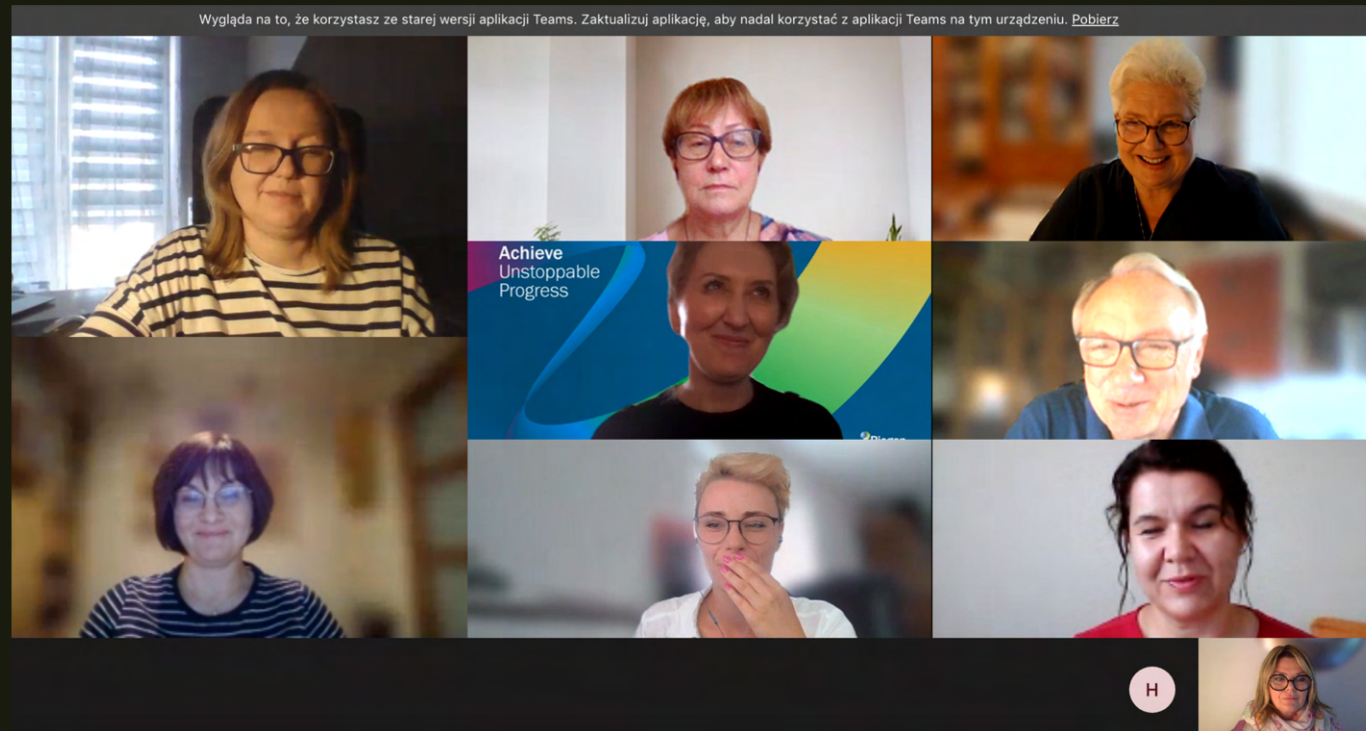 Wygląda na to, że korzystasz ze starej wersji aplikacji Teams. Zaktualizuj aplikację, aby nadal korzystać z aplikacji Teams na tym urządzeniu. Pobierz
Achieve
Unstoppable
Progress
H